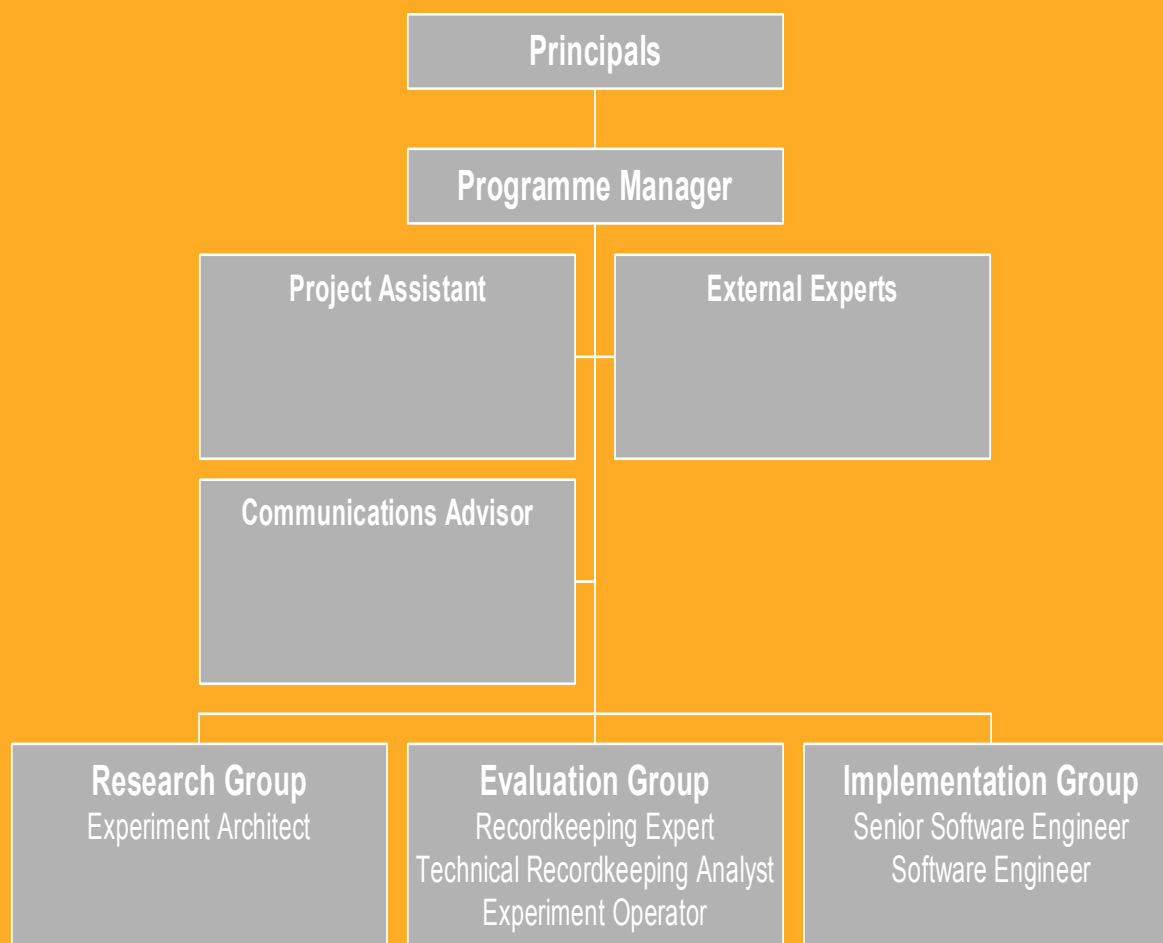 Principals
Programme Manager
Project Assistant
External Experts
Communications Advisor
Research Group
Experiment Architect
Evaluation Group
Recordkeeping Expert
Technical Recordkeeping Analyst
Experiment Operator
Implementation Group
Senior Software Engineer
Software Engineer